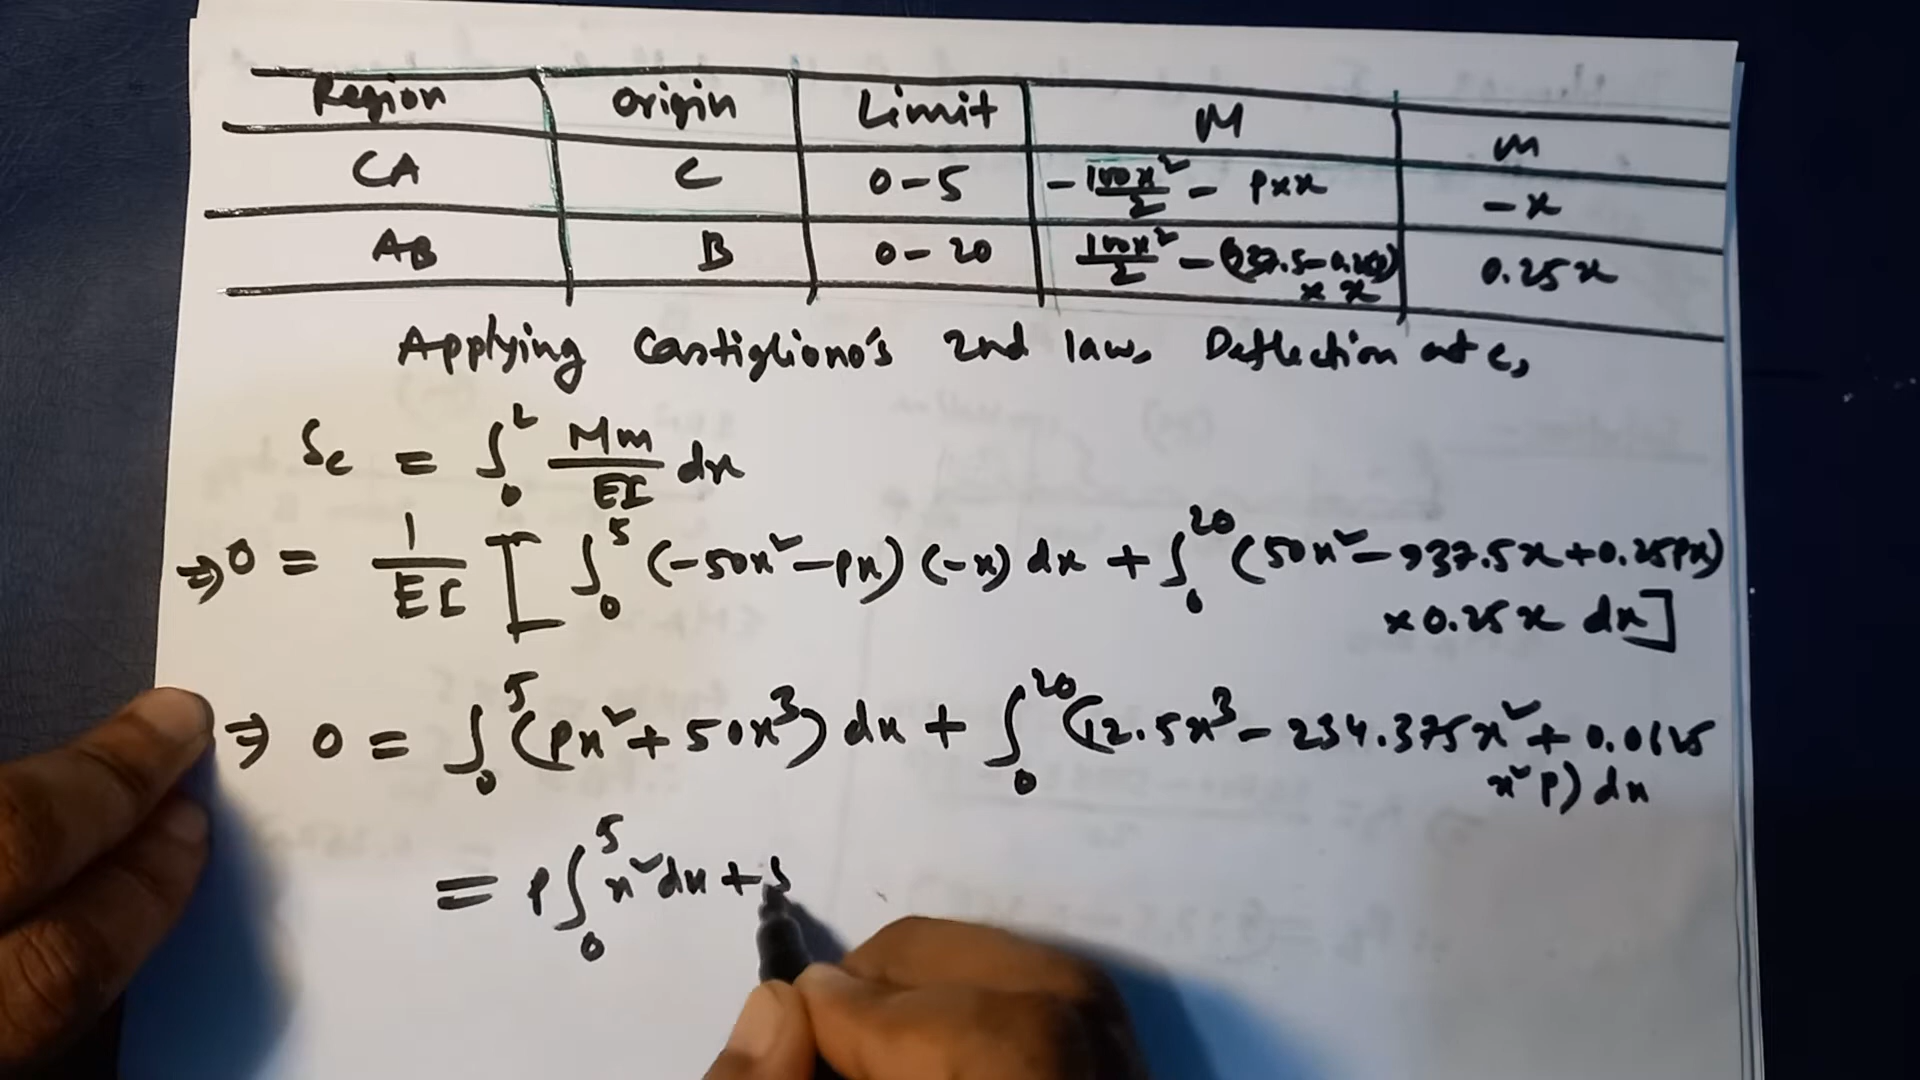 Region Origin Limit M m
CA C 0-5 -100x²/2 - P×x -x
AB B 0-20 100x²/2 - (937.5-0.25P) × x 0.25x
Applying Castigliono's 2nd law, Deflection at c,
δc = ∫₀ᴸ Mm/EI dx
⇒ 0 = 1/EI [ ∫₀⁵ (-50x²-Px) (-x) dx + ∫₀²⁰ (50x²-937.5x+0.25Px)
× 0.25x dx]
⇒ 0 = ∫₀⁵ (Px²+50x³) dx + ∫₀²⁰ (12.5x³-234.375x²+0.0625
x²P) dx
= P∫₀⁵ x² dx +